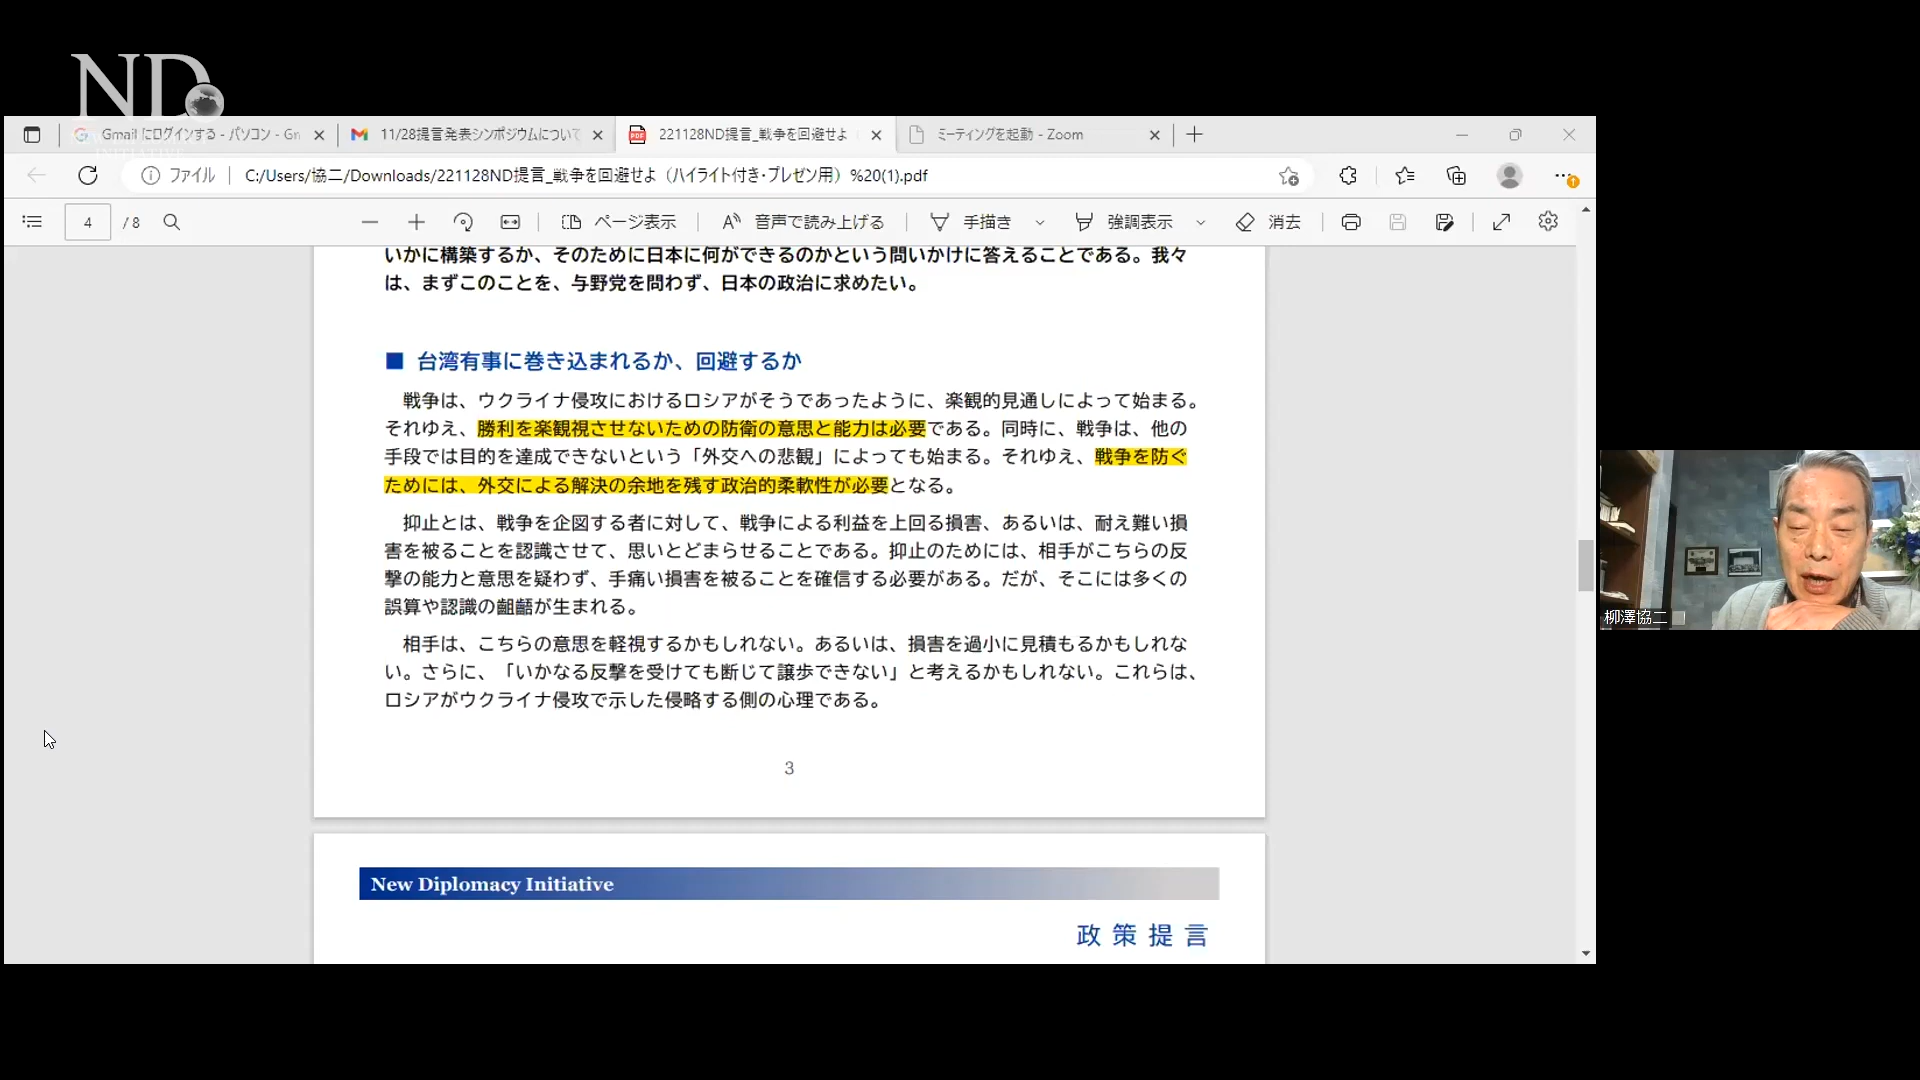 ND
Gmail にログインする - パソコン - Gm
11/28提言発表シンポジウムについて
221128ND提言_戦争を回避せよ
ミーティングを起動 - Zoom
ファイル
C:/Users/協二/Downloads/221128ND提言_戦争を回避せよ（ハイライト付き・プレゼン用）%20(1).pdf
4 / 8 ページ表示 音声で読み上げる 手描き 強調表示 消去
いかに構築するか、そのために日本に何ができるのかという問いかけに答えることである。我々
は、まずこのことを、与野党を問わず、日本の政治に求めたい。
■ 台湾有事に巻き込まれるか、回避するか
戦争は、ウクライナ侵攻におけるロシアがそうであったように、楽観的見通しによって始まる。
それゆえ、勝利を楽観視させないための防衛の意思と能力は必要である。同時に、戦争は、他の
手段では目的を達成できないという「外交への悲観」によっても始まる。それゆえ、戦争を防ぐ
ためには、外交による解決の余地を残す政治的柔軟性が必要となる。
抑止とは、戦争を企図する者に対して、戦争による利益を上回る損害、あるいは、耐え難い損
害を被ることを認識させて、思いとどまらせることである。抑止のためには、相手がこちらの反
撃の能力と意思を疑わず、手痛い損害を被ることを確信する必要がある。だが、そこには多くの
誤算や認識の齟齬が生まれる。
相手は、こちらの意思を軽視するかもしれない。あるいは、損害を過小に見積もるかもしれな
い。さらに、「いかなる反撃を受けても断じて譲歩できない」と考えるかもしれない。これらは、
ロシアがウクライナ侵攻で示した侵略する側の心理である。
3
New Diplomacy Initiative
政策提言
柳澤協二